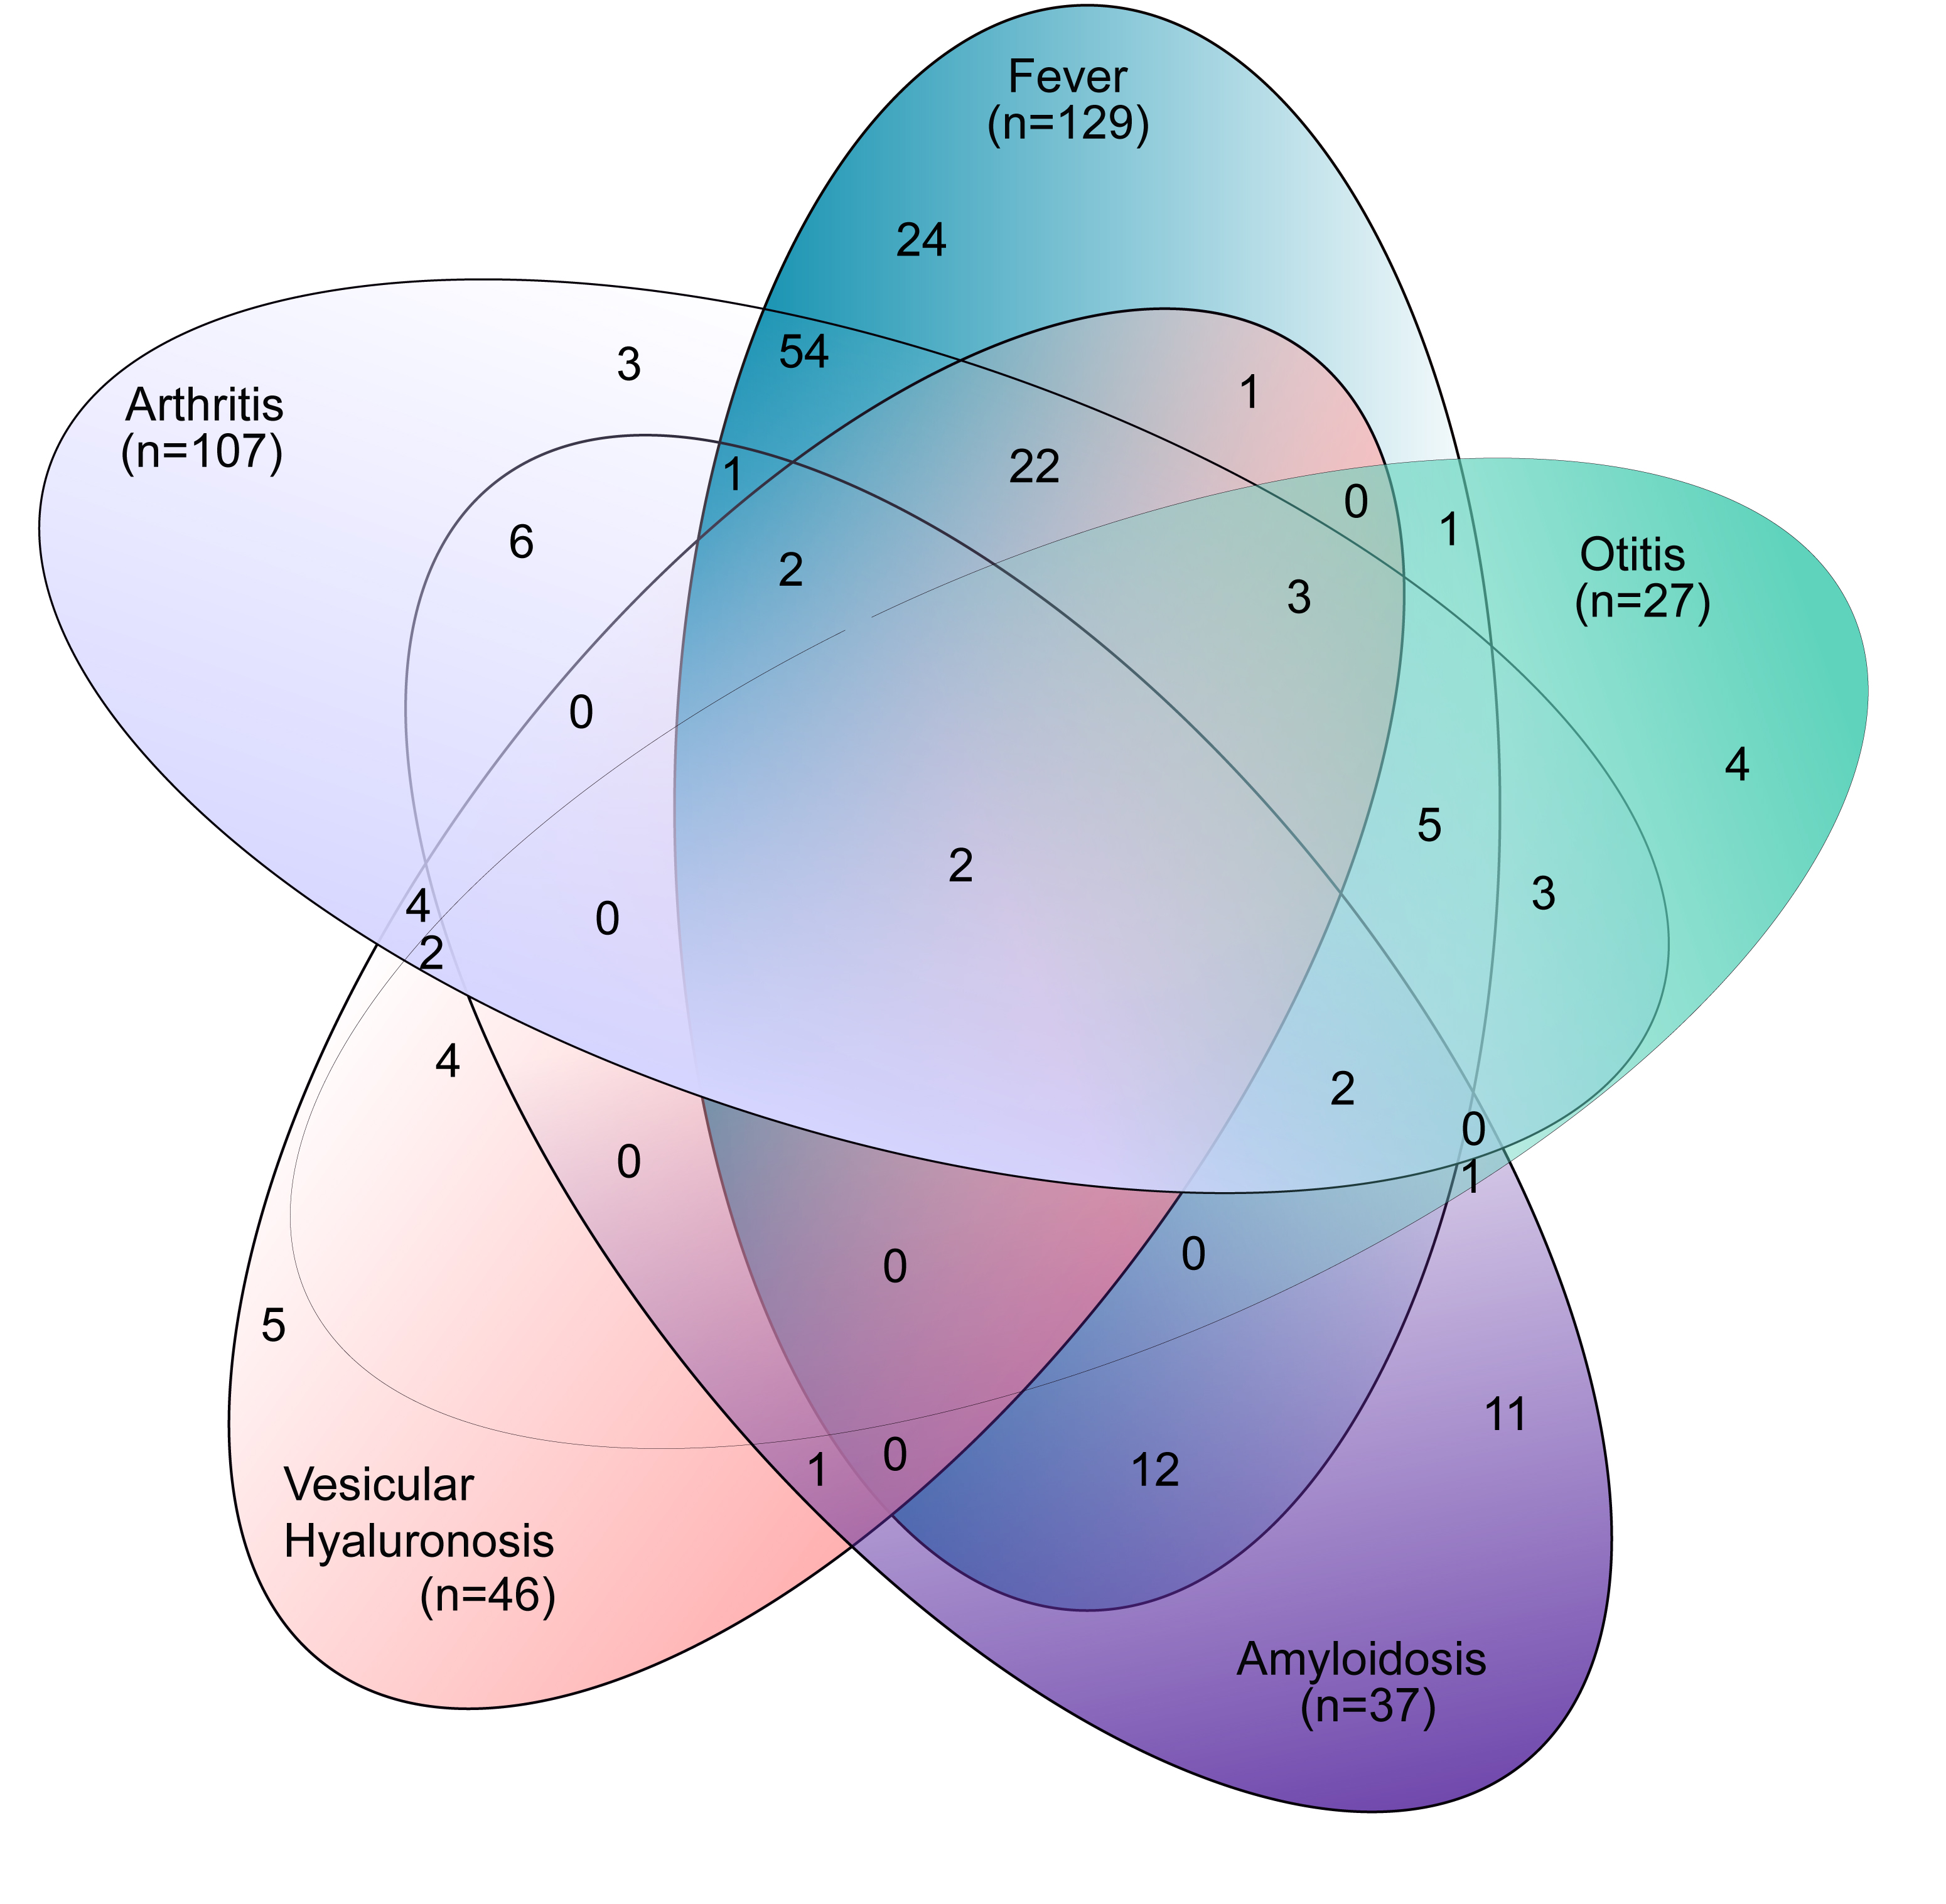 Fever
(n=129)
24
3
54
1
Arthritis
(n=107)
1
22
0
1
6
2
3
Otitis
(n=27)
0
4
5
2
3
4
0
2
4
2
0
0
1
0
0
5
11
1
0
12
Vesicular
Hyaluronosis
(n=46)
Amyloidosis
(n=37)